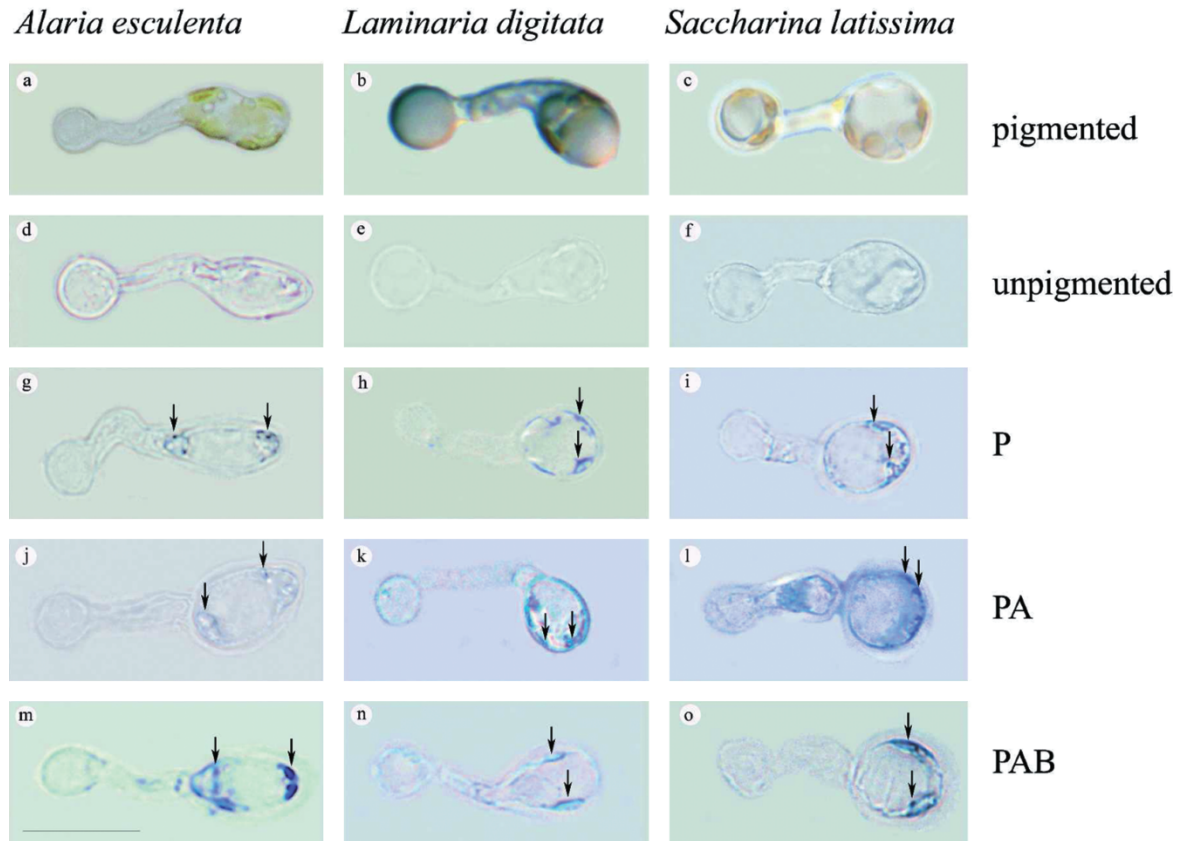 Alaria esculenta Laminaria digitata Saccharina latissima
a b c pigmented
d e f unpigmented
g h i P
j k l PA
m n o PAB